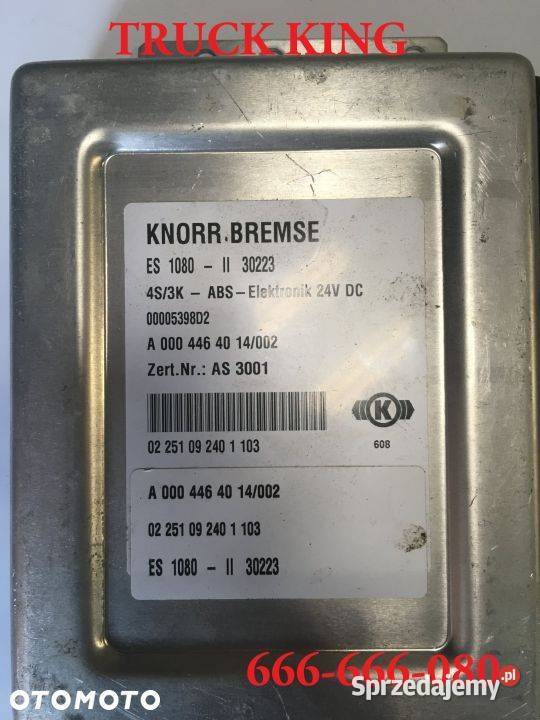 TRUCK KING
KNORR.BREMSE
ES 1080 - II 30223
4S/3K - ABS-Elektronik 24V DC
00005398D2
A 000 446 40 14/002
Zert.Nr.: AS 3001
K
02 251 09 240 1 103
608
A 000 446 40 14/002
02 251 09 240 1 103
ES 1080 - II 30223
666-666-080
Sprzedajemy.pl
OTOMOTO